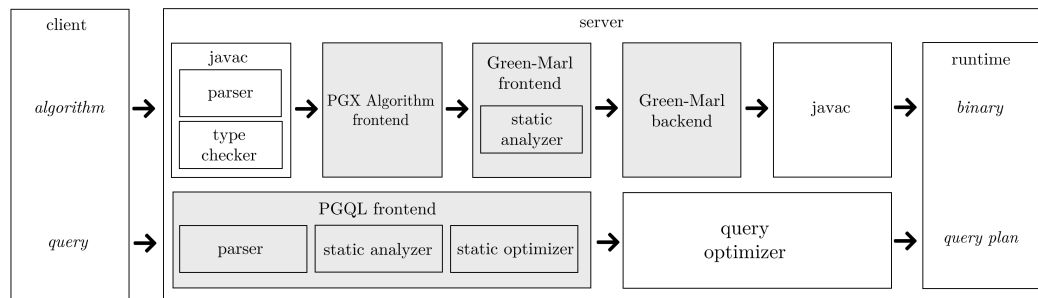 client
server
algorithm
javac
parser
type
checker
PGX Algorithm
frontend
Green-Marl
frontend
static
analyzer
Green-Marl
backend
javac
runtime
binary
query
PGQL frontend
parser
static analyzer
static optimizer
query
optimizer
query plan